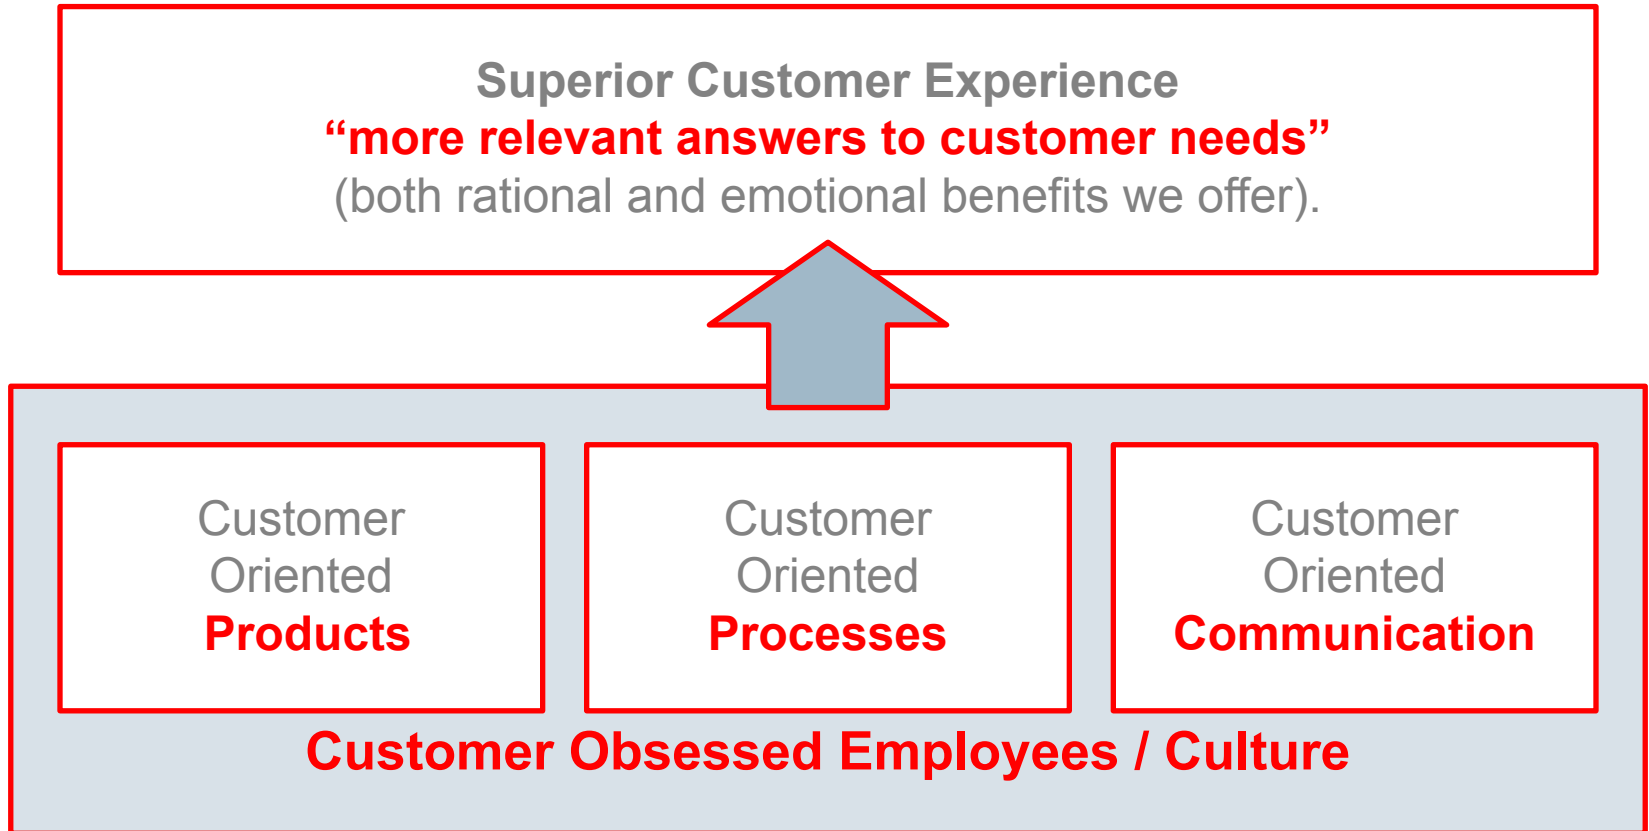 Superior Customer Experience
“more relevant answers to customer needs”
(both rational and emotional benefits we offer).
Customer
Oriented
Products
Customer
Oriented
Processes
Customer
Oriented
Communication
Customer Obsessed Employees / Culture